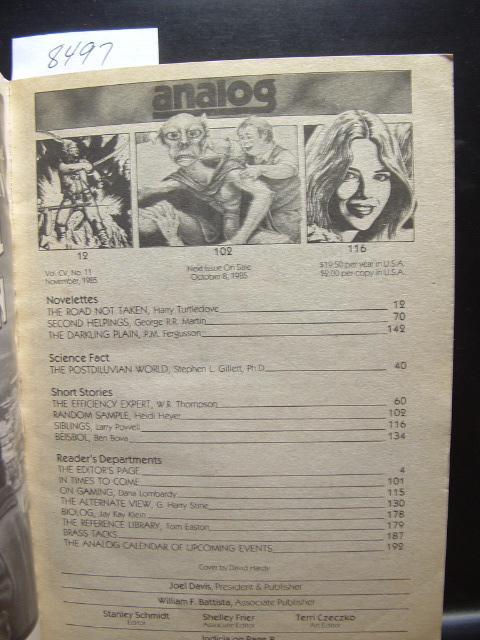 8497
analog
12
102
116
Vol. CV, No. 11
November, 1985
Next Issue On Sale
October 8, 1985
$19.50 per year in U.S.A.
$2.00 per copy in U.S.A.
Novelettes
THE ROAD NOT TAKEN, Harry Turtledove 12
SECOND HELPINGS, George R.R. Martin 70
THE DARKLING PLAIN, P.M. Fergusson 142
Science Fact
THE POSTDILUVIAN WORLD, Stephen L. Gillett, Ph.D. 40
Short Stories
THE EFFICIENCY EXPERT, W.R. Thompson 60
RANDOM SAMPLE, Heidi Heyer 102
SIBLINGS, Larry Powell 116
BEISBOL, Ben Bova 134
Reader's Departments
THE EDITOR'S PAGE 4
IN TIMES TO COME 101
ON GAMING, Dana Lombardy 115
THE ALTERNATE VIEW, G. Harry Stine 130
BIOLOG, Jay Kay Klein 178
THE REFERENCE LIBRARY, Tom Easton 179
BRASS TACKS 187
THE ANALOG CALENDAR OF UPCOMING EVENTS 192
Cover by David Hardy
Joel Davis, President & Publisher
William F. Battista, Associate Publisher
Stanley Schmidt Shelley Frier Terri Czeczko
Editor Associate Editor Art Editor
Indicia on Page 8